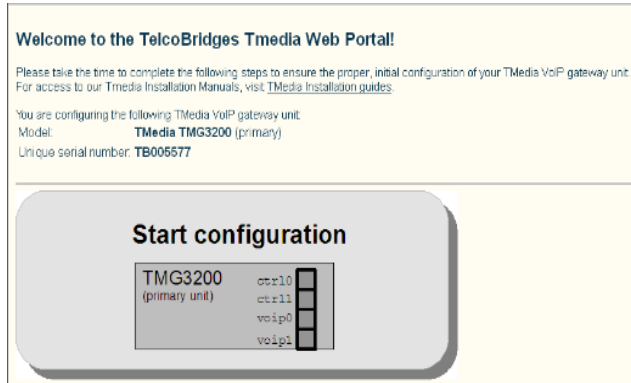 Welcome to the TelcoBridges Tmedia Web Portal!
Please take the time to complete the following steps to ensure the proper, initial configuration of your TMedia VoIP gateway unit.
For access to our Tmedia Installation Manuals, visit TMedia Installation guides.
You are configuring the following TMedia VoIP gateway unit:
Model: TMedia TMG3200 (primary)
Unique serial number: TB005577
Start configuration
TMG3200
(primary unit)
ctrl0
ctrl1
voip0
voip1